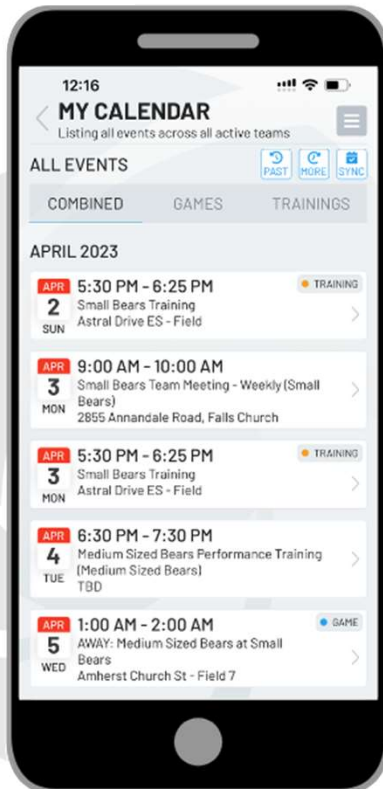 12:16
MY CALENDAR
Listing all events across all active teams
ALL EVENTS
PAST MORE SYNC
COMBINED GAMES TRAININGS
APRIL 2023
APR 5:30 PM - 6:25 PM TRAINING
2 Small Bears Training
SUN Astral Drive ES - Field
APR 9:00 AM - 10:00 AM
3 Small Bears Team Meeting - Weekly (Small
Bears)
MON 2855 Annandale Road, Falls Church
APR 5:30 PM - 6:25 PM TRAINING
3 Small Bears Training
MON Astral Drive ES - Field
APR 6:30 PM - 7:30 PM
4 Medium Sized Bears Performance Training
(Medium Sized Bears)
TUE TBD
APR 1:00 AM - 2:00 AM GAME
5 AWAY: Medium Sized Bears at Small
Bears
WED Amherst Church St - Field 7